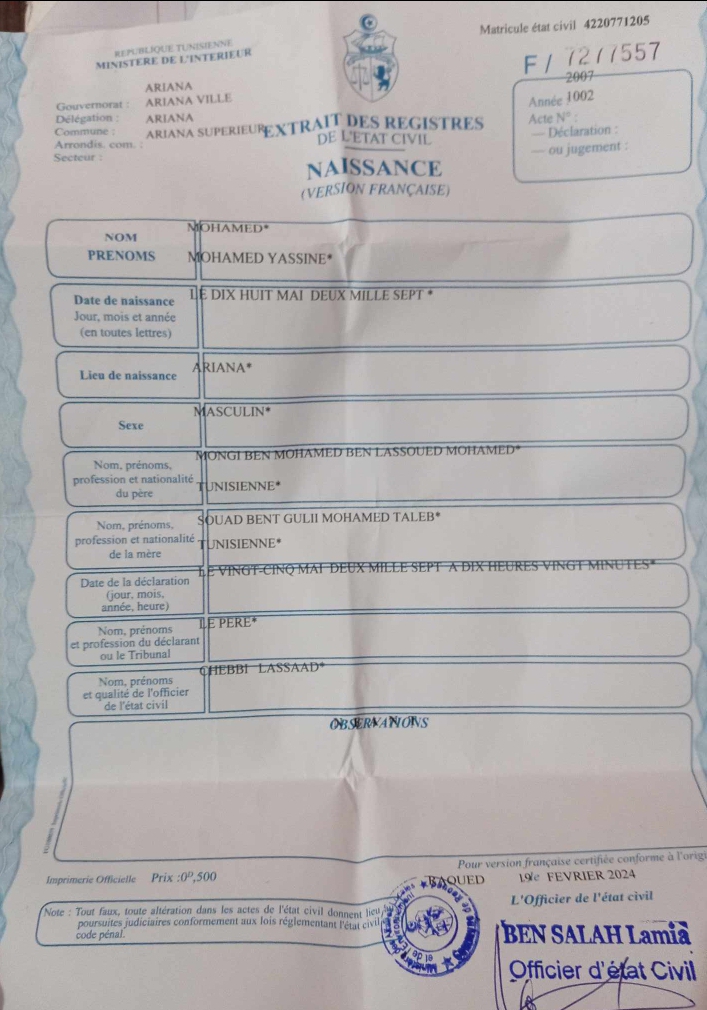 Matricule état civil 4220771205
REPUBLIQUE TUNISIENNE
MINISTERE DE L'INTERIEUR
F / 7217557
2007
Année : 1002
Acte N° :
— Déclaration :
— ou jugement :
ARIANA
Gouvernorat : ARIANA VILLE
Délégation : ARIANA
Commune : ARIANA SUPERIEUR
Arrondis. com. :
Secteur :
EXTRAIT DES REGISTRES
DE L'ETAT CIVIL
NAISSANCE
(VERSION FRANÇAISE)
NOM MOHAMED*
PRENOMS MOHAMED YASSINE*
Date de naissance LE DIX HUIT MAI DEUX MILLE SEPT *
Jour, mois et année
(en toutes lettres)
Lieu de naissance ARIANA*
Sexe MASCULIN*
Nom, prénoms, MONGI BEN MOHAMED BEN LASSOUED MOHAMED*
profession et nationalité TUNISIENNE*
du père
Nom, prénoms, SOUAD BENT GULII MOHAMED TALEB*
profession et nationalité TUNISIENNE*
de la mère
Date de la déclaration LE VINGT-CINQ MAI DEUX MILLE SEPT A DIX HEURES VINGT MINUTES*
(jour, mois,
année, heure)
Nom, prénoms LE PERE*
et profession du déclarant
ou le Tribunal
Nom, prénoms CHEBBI LASSAAD*
et qualité de l'officier
de l'état civil
OBSERVATIONS
Pour version française certifiée conforme à l'origi
Imprimerie Officielle Prix :0ᴰ,500
RAOUED 19 le FEVRIER 2024
L'Officier de l'état civil
Note : Tout faux, toute altération dans les actes de l'état civil donnent lieu
poursuites judiciaires conformement aux lois réglementant l'état civil
code pénal.
BEN SALAH Lamia
Officier d'état Civil